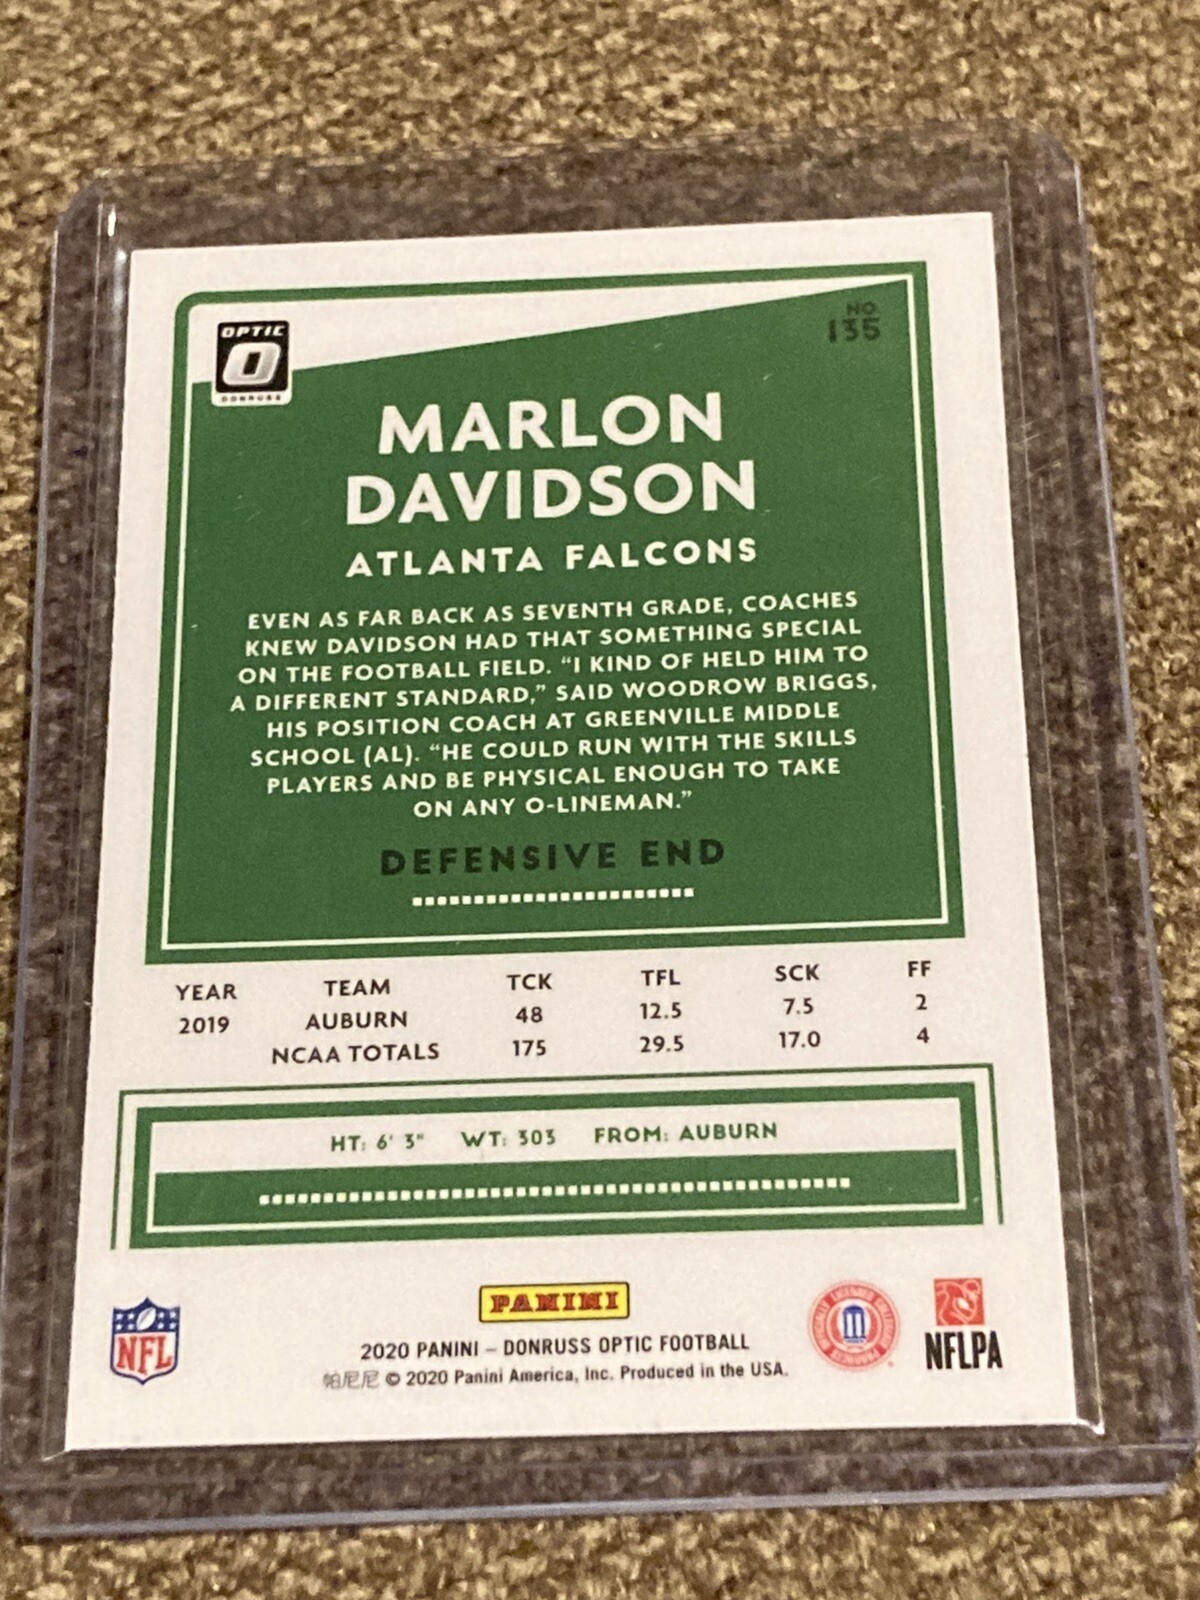 OPTIC
O
DONRUSS
NO
135
MARLON
DAVIDSON
ATLANTA FALCONS
EVEN AS FAR BACK AS SEVENTH GRADE, COACHES
KNEW DAVIDSON HAD THAT SOMETHING SPECIAL
ON THE FOOTBALL FIELD. “I KIND OF HELD HIM TO
A DIFFERENT STANDARD,” SAID WOODROW BRIGGS,
HIS POSITION COACH AT GREENVILLE MIDDLE
SCHOOL (AL). “HE COULD RUN WITH THE SKILLS
PLAYERS AND BE PHYSICAL ENOUGH TO TAKE
ON ANY O-LINEMAN.”
DEFENSIVE END
YEAR TEAM TCK TFL SCK FF
2019 AUBURN 48 12.5 7.5 2
NCAA TOTALS 175 29.5 17.0 4
HT: 6' 3" WT: 303 FROM: AUBURN
NFL
PANINI
2020 PANINI – DONRUSS OPTIC FOOTBALL
帕尼尼 © 2020 Panini America, Inc. Produced in the USA.
OFFICIALLY LICENSED COLLEGIATE PRODUCTS
NFLPA